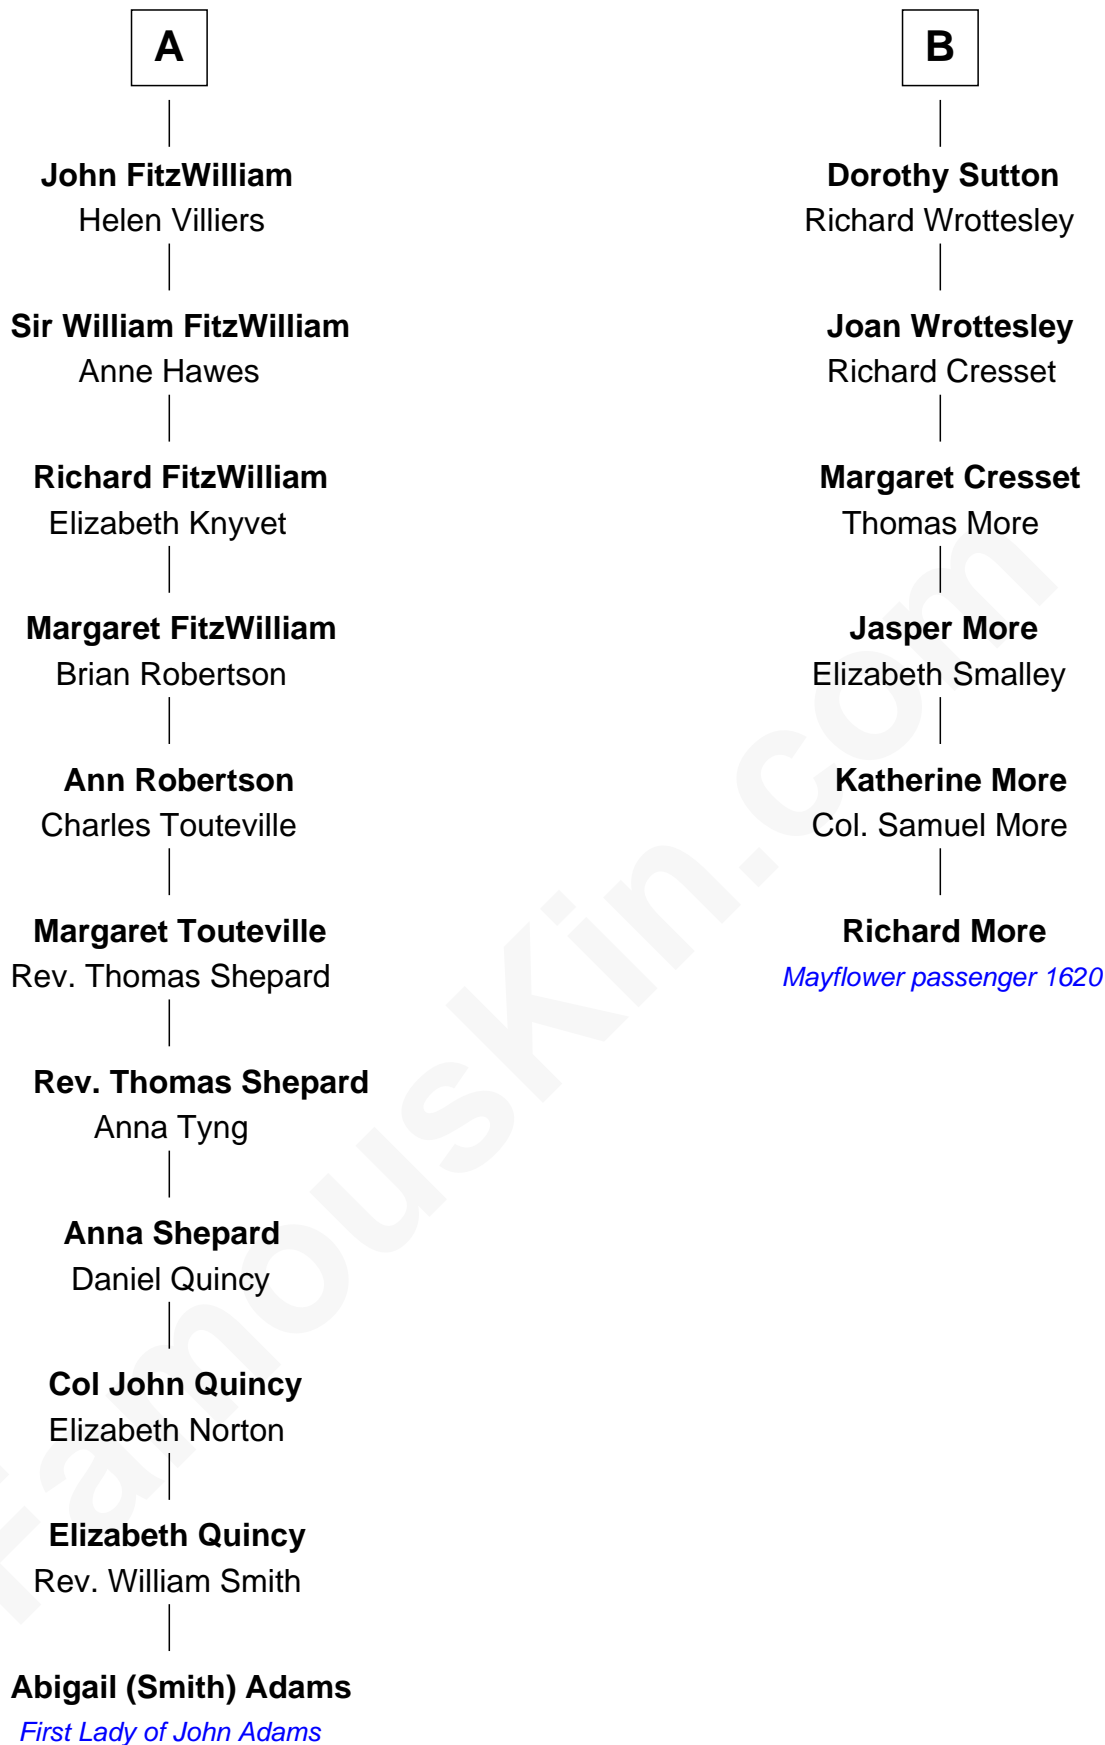 A
John FitzWilliam
Helen Villiers
Sir William FitzWilliam
Anne Hawes
Richard FitzWilliam
Elizabeth Knyvet
Margaret FitzWilliam
Brian Robertson
Ann Robertson
Charles Touteville
Margaret Touteville
Rev. Thomas Shepard
Rev. Thomas Shepard
Anna Tyng
Anna Shepard
Daniel Quincy
Col John Quincy
Elizabeth Norton
Elizabeth Quincy
Rev. William Smith
Abigail (Smith) Adams
First Lady of John Adams
B
Dorothy Sutton
Richard Wrottesley
Joan Wrottesley
Richard Cresset
Margaret Cresset
Thomas More
Jasper More
Elizabeth Smalley
Katherine More
Col. Samuel More
Richard More
Mayflower passenger 1620
FamousKin.com